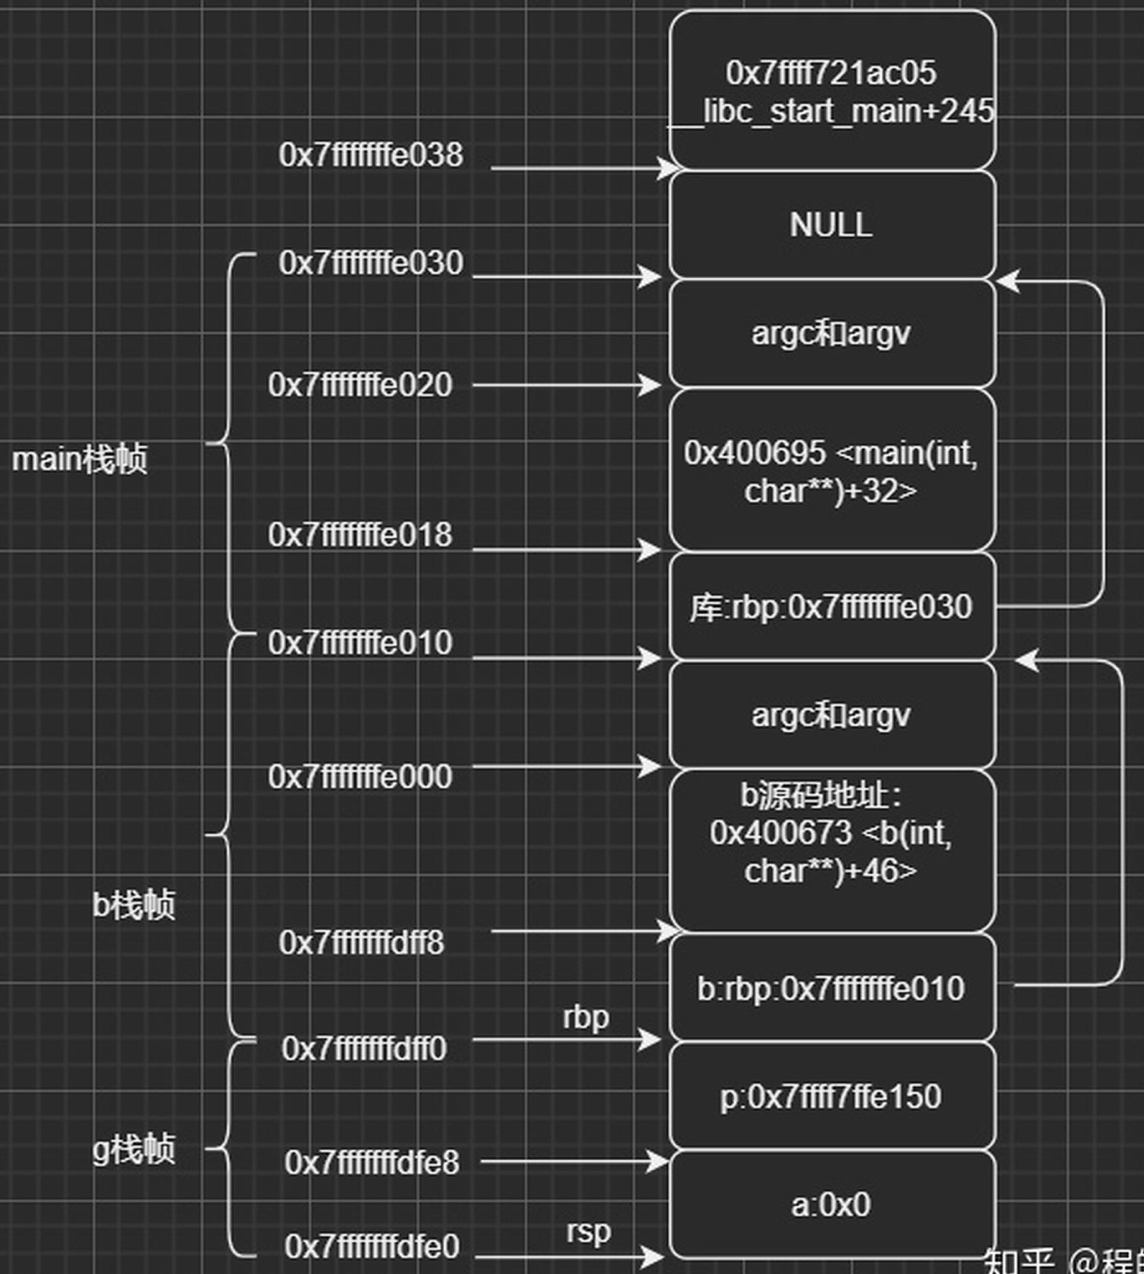 0x7ffff721ac05
__libc_start_main+245
0x7fffffffe038
NULL
0x7fffffffe030
argc和argv
0x7fffffffe020
main栈帧
0x400695 <main(int,
char**)+32>
0x7fffffffe018
库:rbp:0x7fffffffe030
0x7fffffffe010
argc和argv
0x7fffffffe000
b源码地址：
0x400673 <b(int,
char**)+46>
b栈帧
0x7fffffffdff8
b:rbp:0x7fffffffe010
rbp
0x7fffffffdff0
p:0x7ffff7ffe150
g栈帧
0x7fffffffdfe8
a:0x0
rsp
0x7fffffffdfe0
知乎 @程